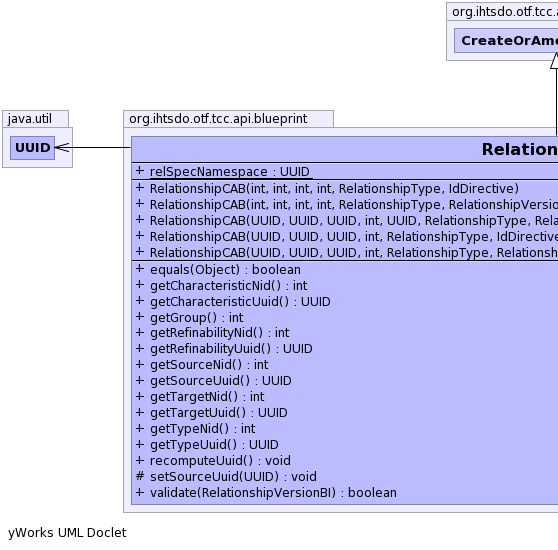 org.ihtsdo.otf.tcc.a
CreateOrAme
java.util
UUID
org.ihtsdo.otf.tcc.api.blueprint
Relation
+ relSpecNamespace : UUID
+ RelationshipCAB(int, int, int, int, RelationshipType, IdDirective)
+ RelationshipCAB(int, int, int, int, RelationshipType, RelationshipVersion
+ RelationshipCAB(UUID, UUID, UUID, int, UUID, RelationshipType, Rela
+ RelationshipCAB(UUID, UUID, UUID, int, RelationshipType, IdDirective
+ RelationshipCAB(UUID, UUID, UUID, int, RelationshipType, Relationsh
+ equals(Object) : boolean
+ getCharacteristicNid() : int
+ getCharacteristicUuid() : UUID
+ getGroup() : int
+ getRefinabilityNid() : int
+ getRefinabilityUuid() : UUID
+ getSourceNid() : int
+ getSourceUuid() : UUID
+ getTargetNid() : int
+ getTargetUuid() : UUID
+ getTypeNid() : int
+ getTypeUuid() : UUID
+ recomputeUuid() : void
# setSourceUuid(UUID) : void
+ validate(RelationshipVersionBI) : boolean
yWorks UML Doclet